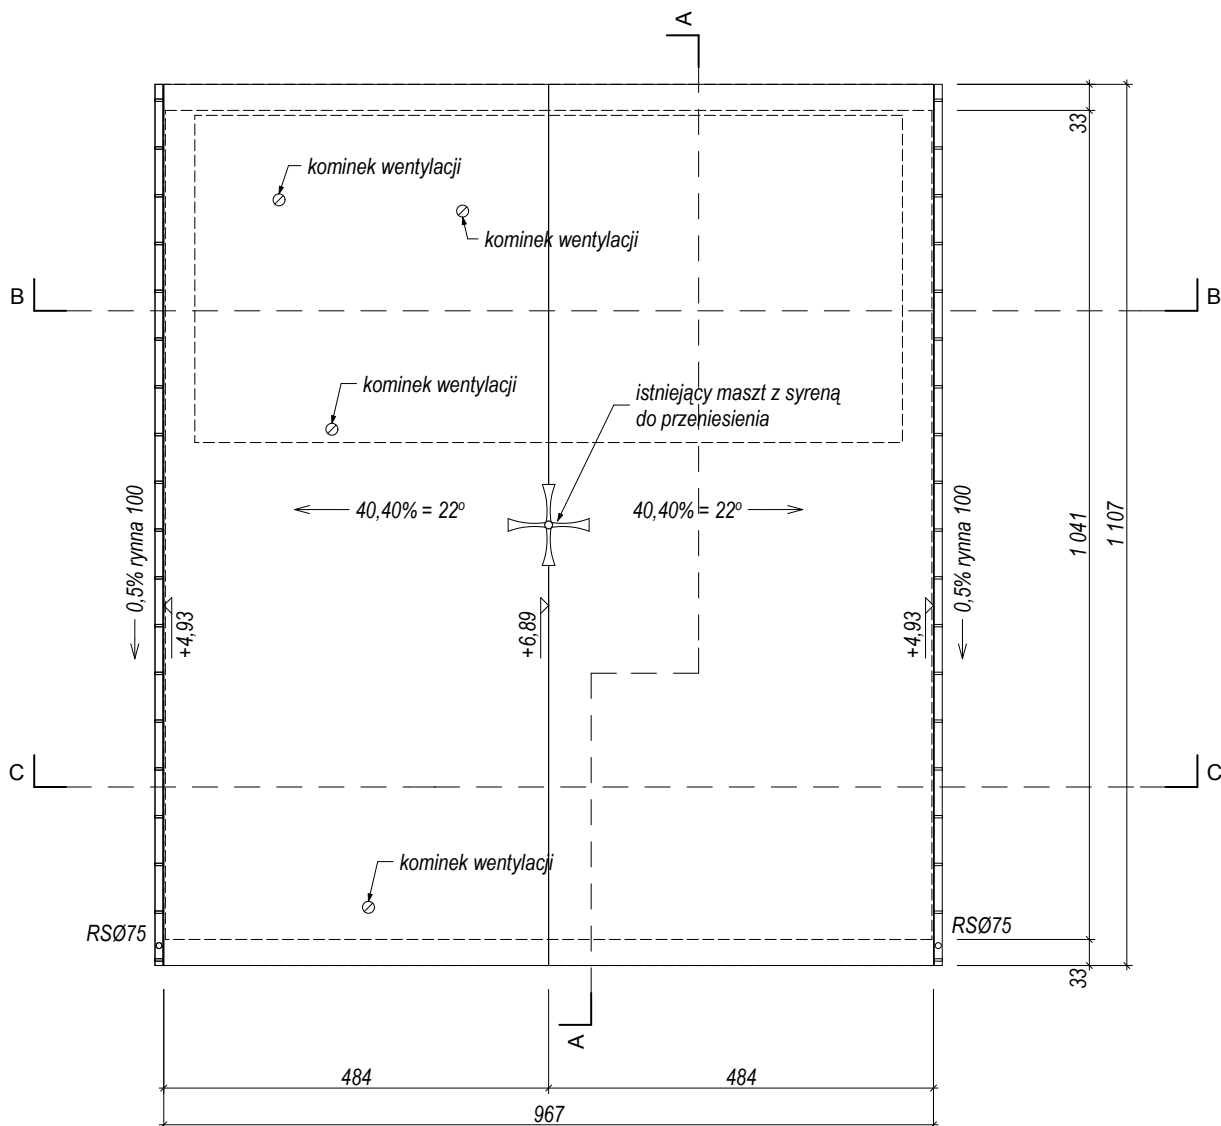 A
33
kominek wentylacji
kominek wentylacji
B
B
kominek wentylacji
istniejący maszt z syreną
do przeniesienia
0,5% rynna 100
40,40% = 22º
40,40% = 22º
0,5% rynna 100
1 041
1 107
+4,93
+6,89
+4,93
C
C
kominek wentylacji
RSØ75
RSØ75
33
A
484
484
967